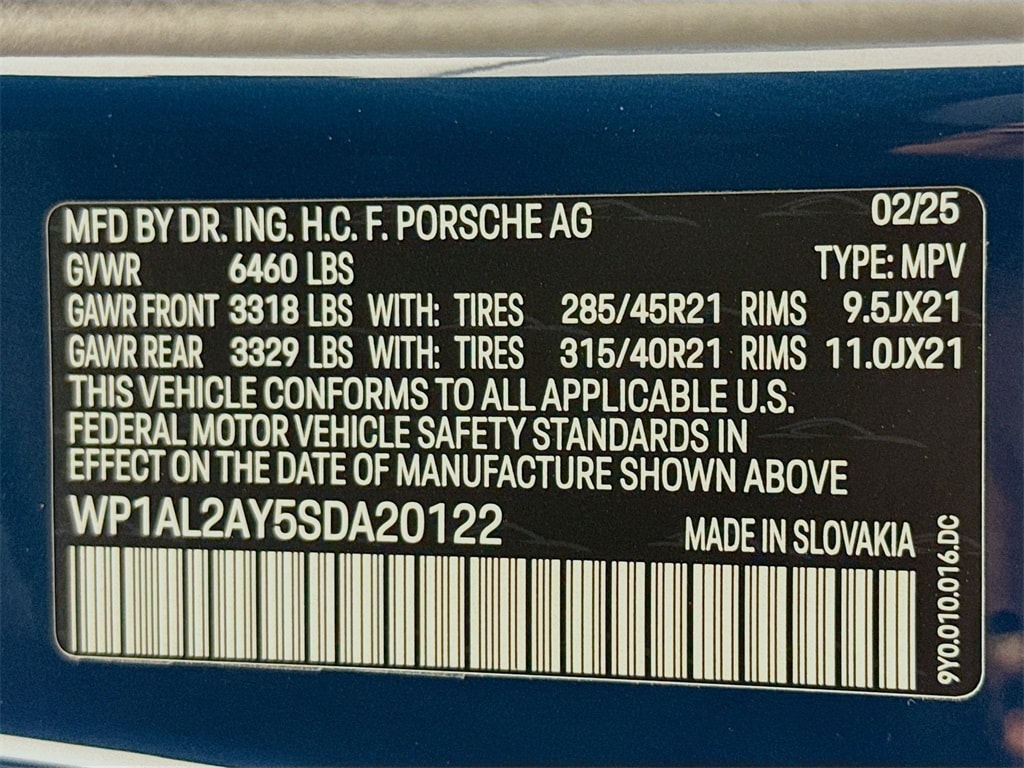 MFD BY DR. ING. H.C. F. PORSCHE AG 02/25
GVWR 6460 LBS TYPE: MPV
GAWR FRONT 3318 LBS WITH: TIRES 285/45R21 RIMS 9.5JX21
GAWR REAR 3329 LBS WITH: TIRES 315/40R21 RIMS 11.0JX21
THIS VEHICLE CONFORMS TO ALL APPLICABLE U.S.
FEDERAL MOTOR VEHICLE SAFETY STANDARDS IN
EFFECT ON THE DATE OF MANUFACTURE SHOWN ABOVE
WP1AL2AY5SDA20122 MADE IN SLOVAKIA
9Y0.010.016.DC